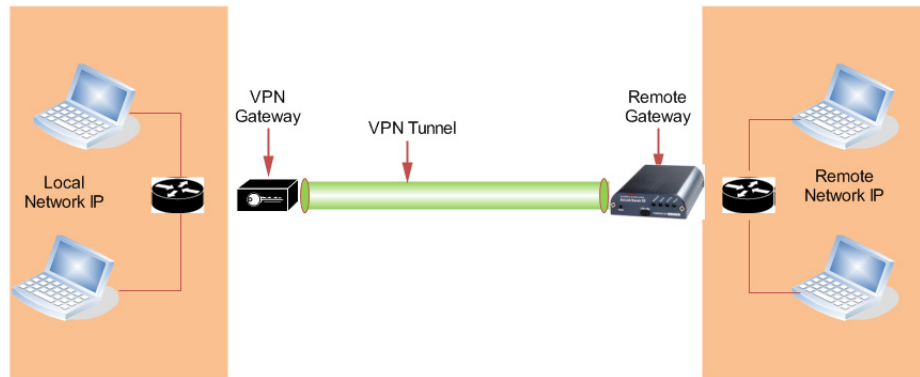 VPN
Gateway
VPN Tunnel
Remote
Gateway
Local
Network IP
Remote
Network IP